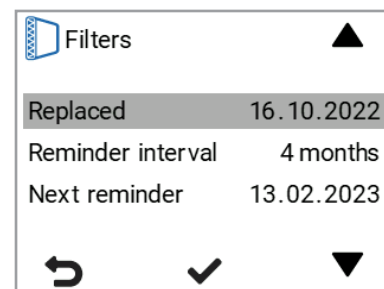 Filters
Replaced 16.10.2022
Reminder interval 4 months
Next reminder 13.02.2023